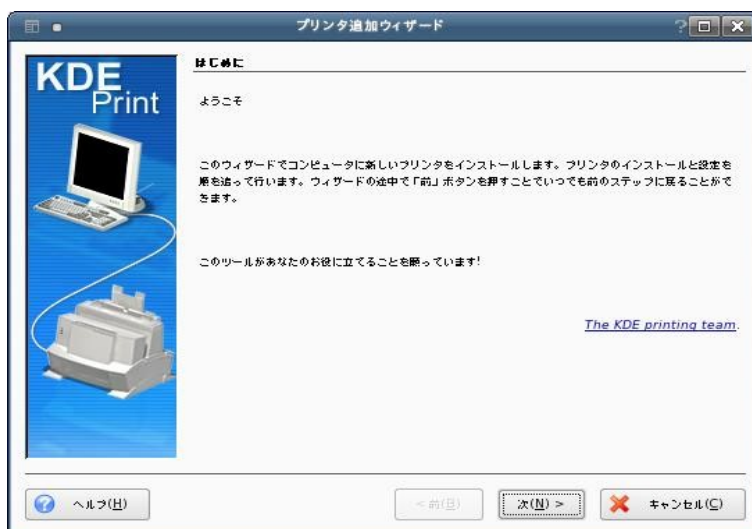 プリンタ追加ウィザード
KDE
Print
はじめに
ようこそ
このウィザードでコンピュータに新しいプリンタをインストールします。プリンタのインストールと設定を
順を追って行います。ウィザードの途中で「前」ボタンを押すことでいつでも前のステップに戻ることがで
きます。
このツールがあなたのお役に立てることを願っています!
The KDE printing team.
ヘルプ(H)
< 前(B)
次(N) >
キャンセル(C)